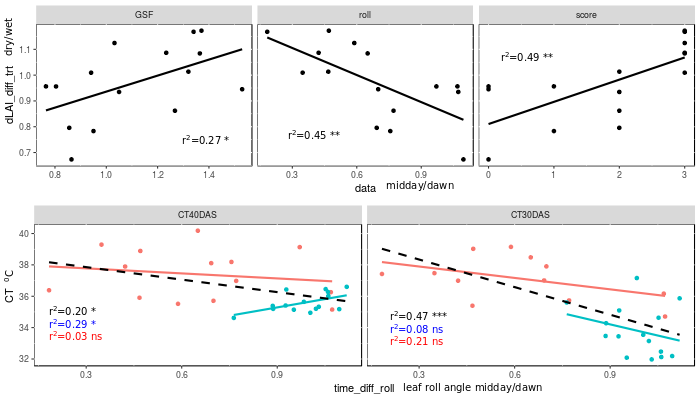 GSF roll score
dLAI_diff_trt dry/wet
1.1
1.0
0.9
0.8
0.7
r²=0.27 *
r²=0.45 **
r²=0.49 **
0.8 1.0 1.2 1.4 0.3 0.6 0.9 0 1 2 3
data midday/dawn
CT40DAS CT30DAS
CT °C
40
38
36
34
32
r²=0.20 *
r²=0.29 *
r²=0.03 ns
r²=0.47 ***
r²=0.08 ns
r²=0.21 ns
0.3 0.6 0.9 0.3 0.6 0.9
time_diff_roll leaf roll angle midday/dawn